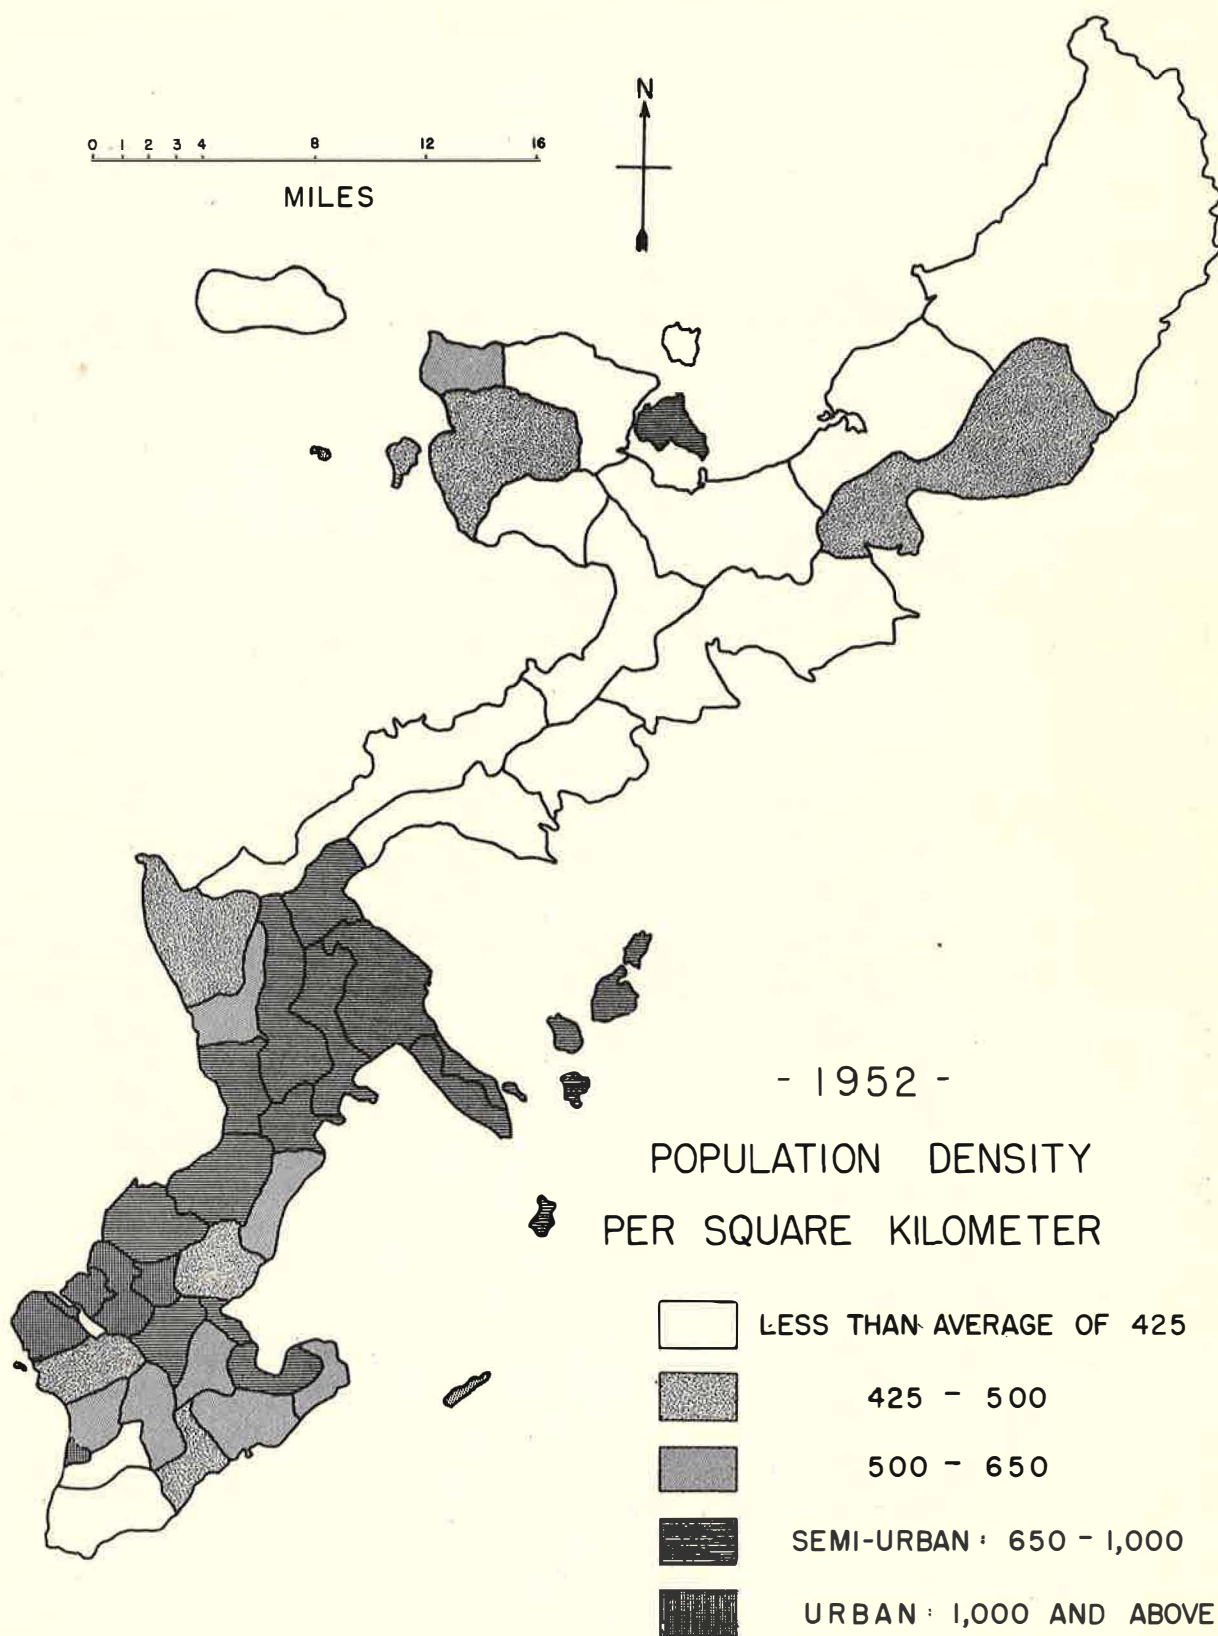 N
0 1 2 3 4 8 12 16
MILES
- 1952 -
POPULATION DENSITY
PER SQUARE KILOMETER
LESS THAN AVERAGE OF 425
425 - 500
500 - 650
SEMI-URBAN: 650 - 1,000
URBAN: 1,000 AND ABOVE